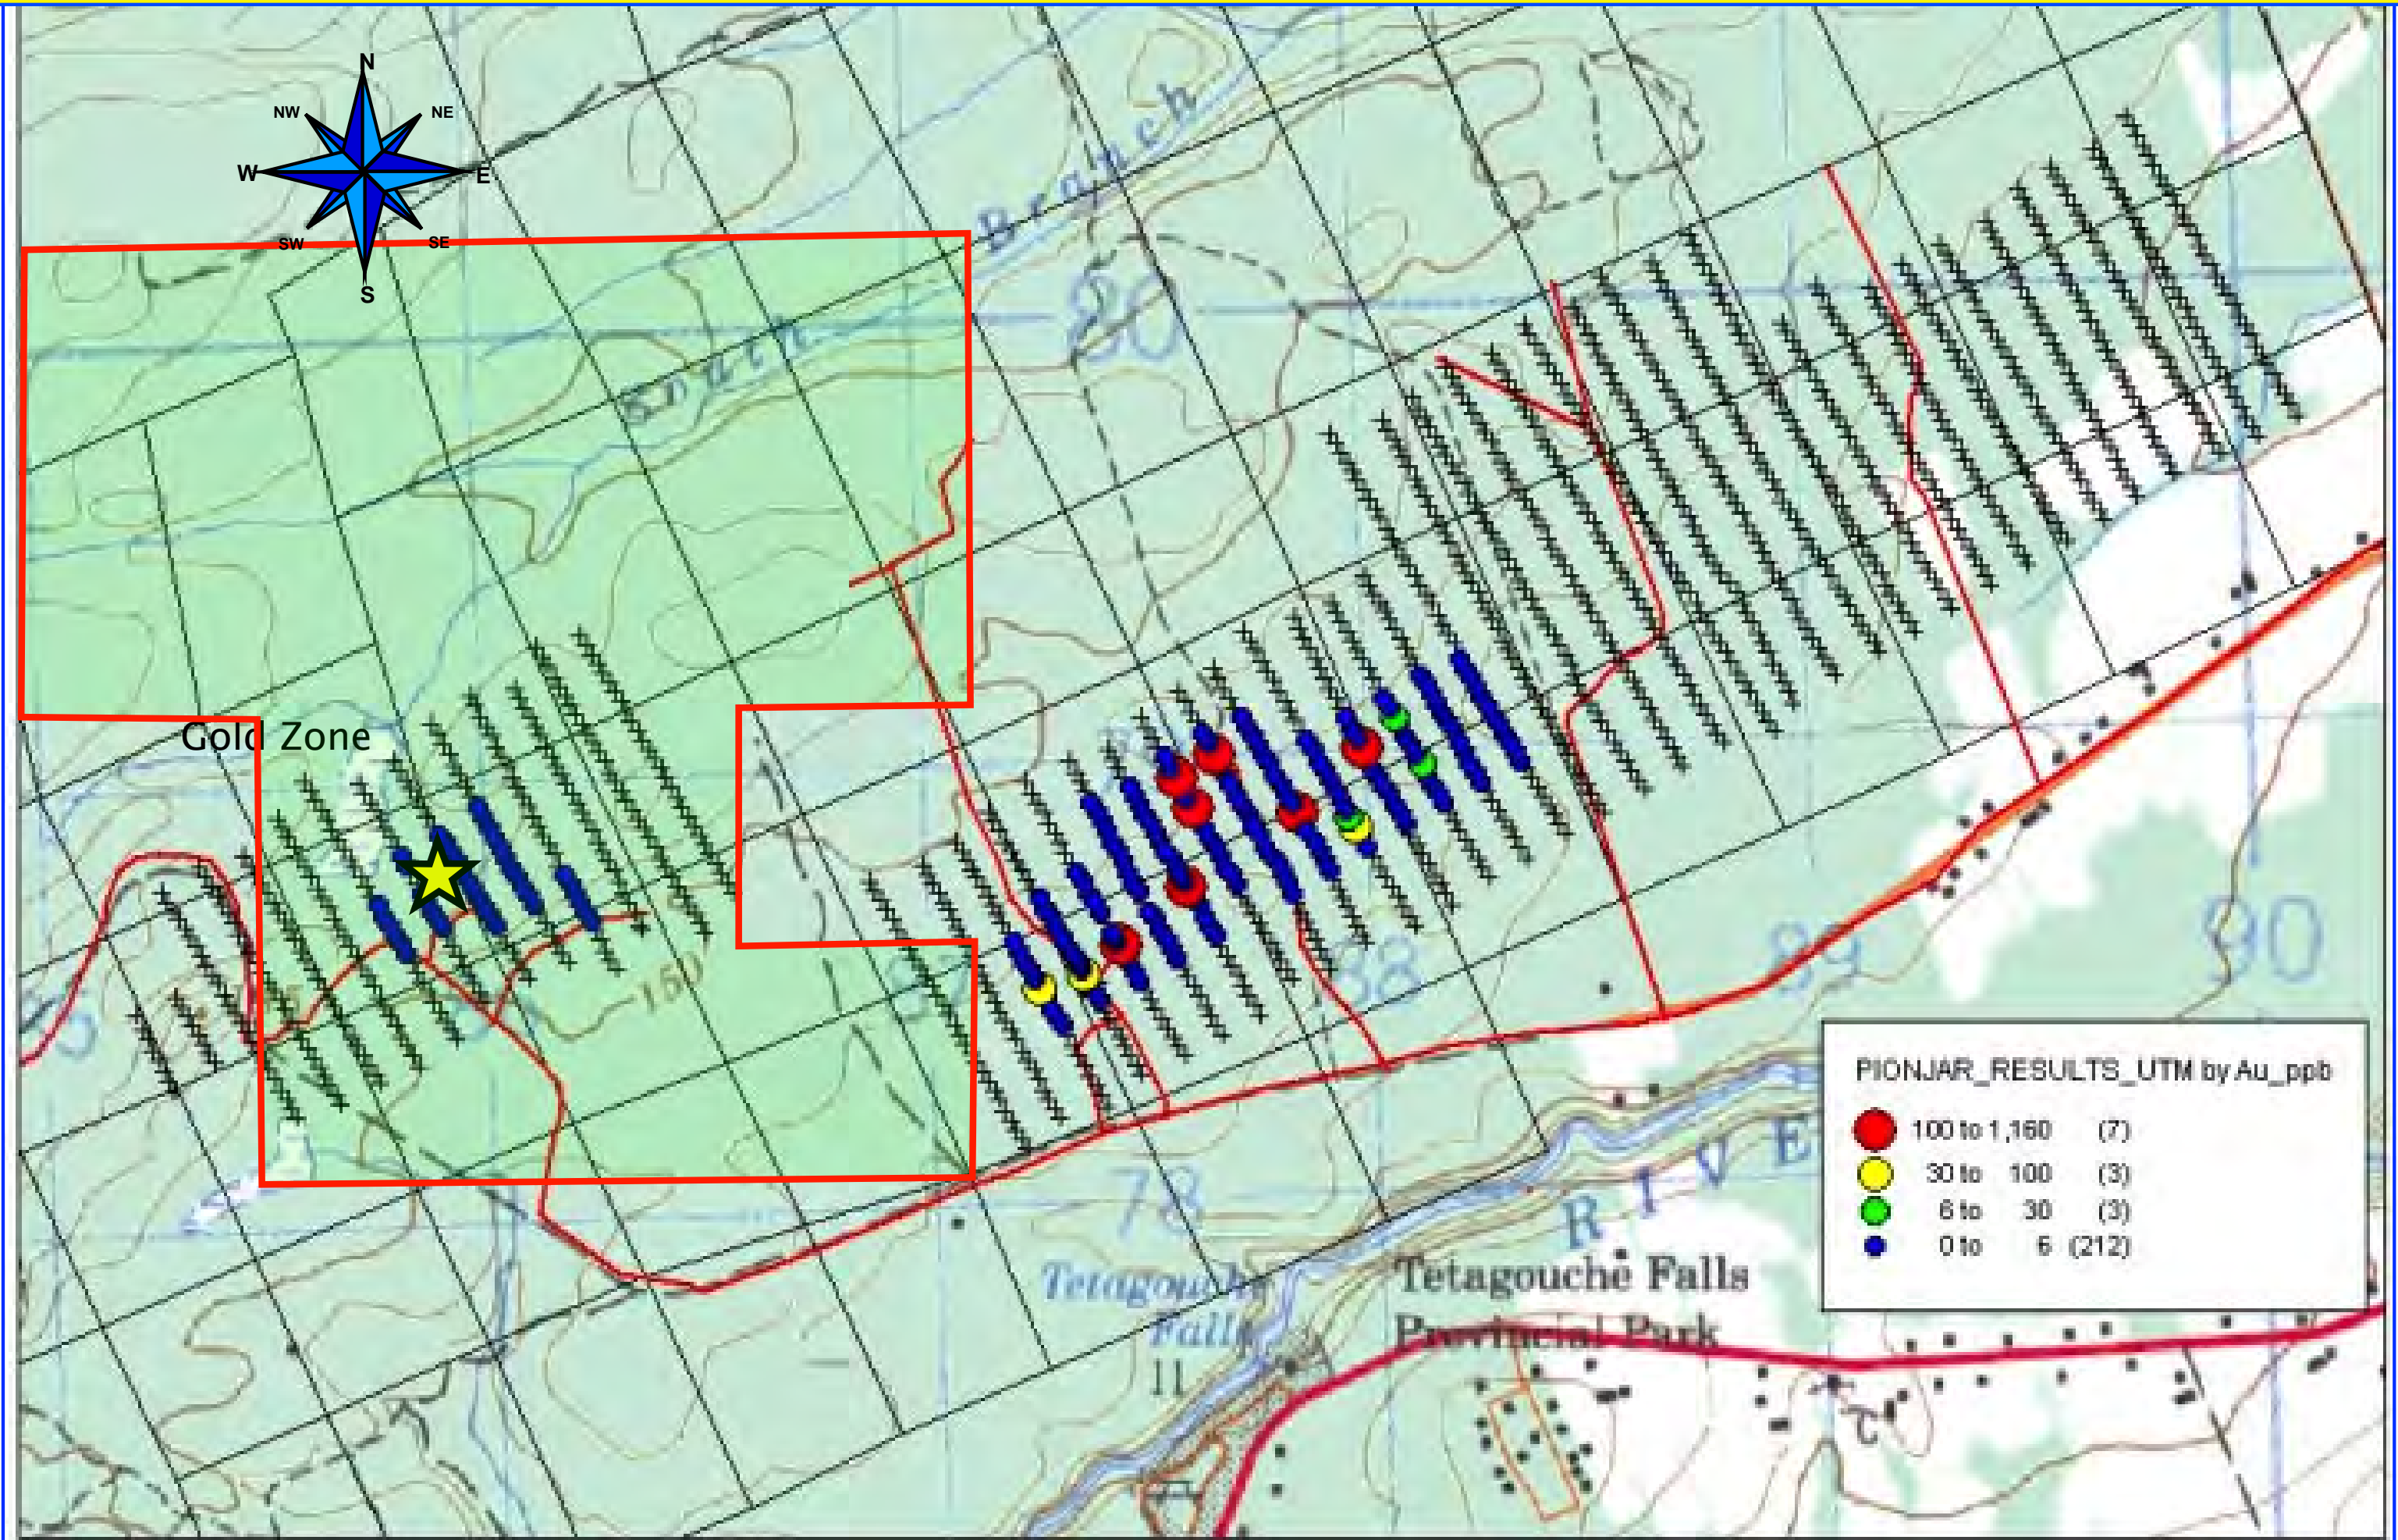 N
NW
NE
W
E
SW
SE
S
Branch
80
South
Gold Zone
150
88
89
90
PIONJAR_RESULTS_UTM by Au_ppb
100 to 1,160 (7)
30 to 100 (3)
6 to 30 (3)
0 to 6 (212)
78
R I V E
Tetagouche
Falls
11
Tetagouche Falls
Provincial Park
C